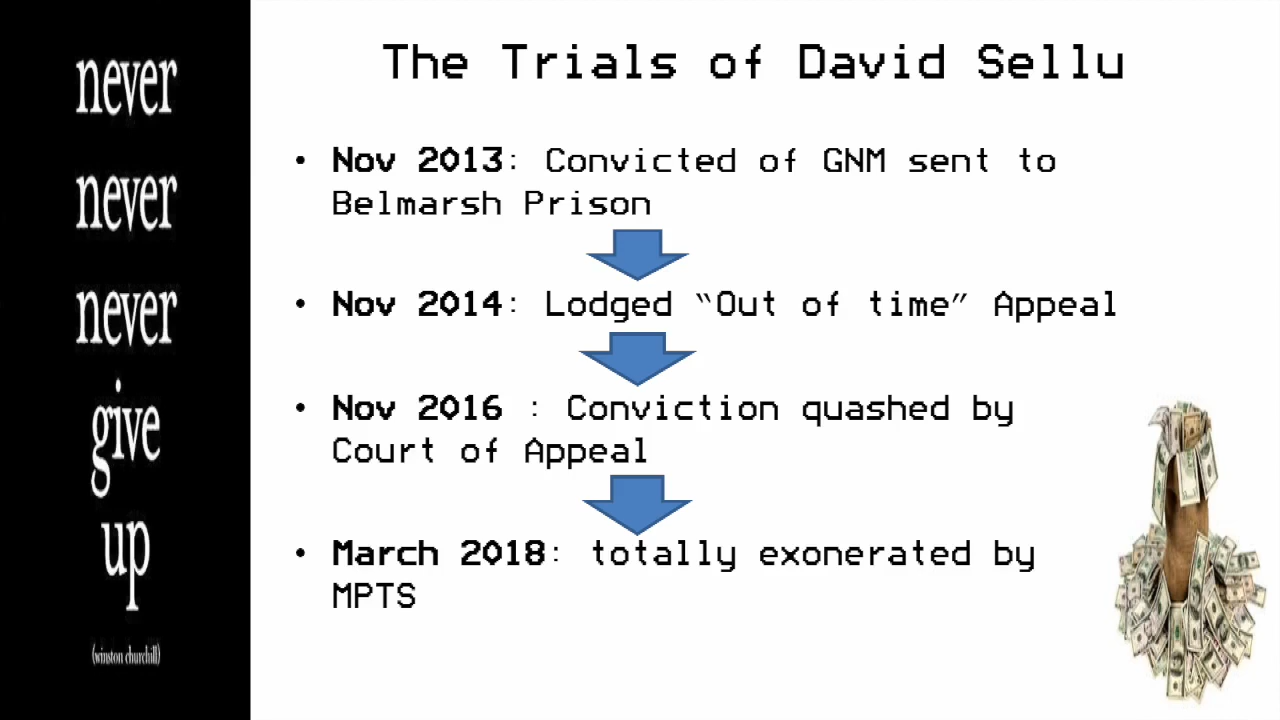 never
never
never
give
up
(winston churchill)
The Trials of David Sellu
• Nov 2013: Convicted of GNM sent to
Belmarsh Prison
• Nov 2014: Lodged “Out of time” Appeal
• Nov 2016 : Conviction quashed by
Court of Appeal
• March 2018: totally exonerated by
MPTS